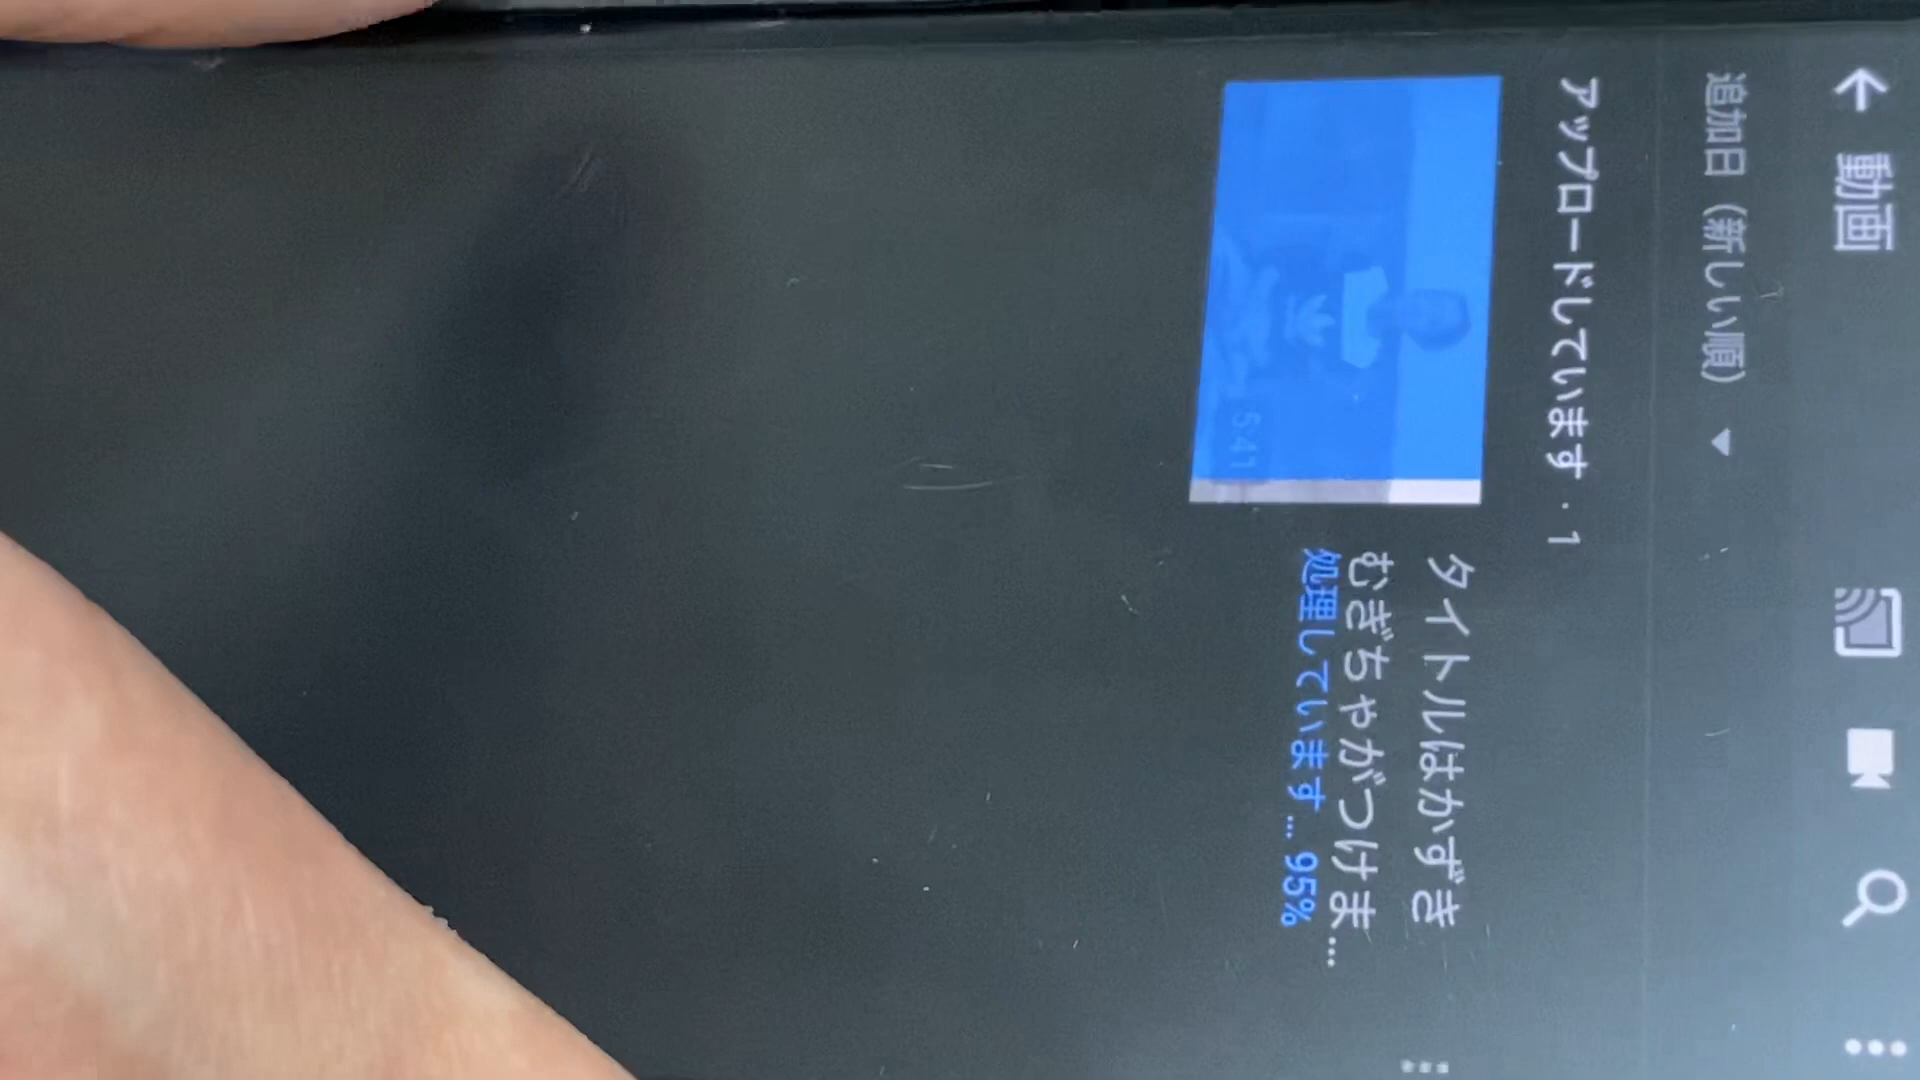 動画
追加日 (新しい順)
アップロードしています · 1
5:41
タイトルはかずき
むぎちゃがつけま...
処理しています... 95%